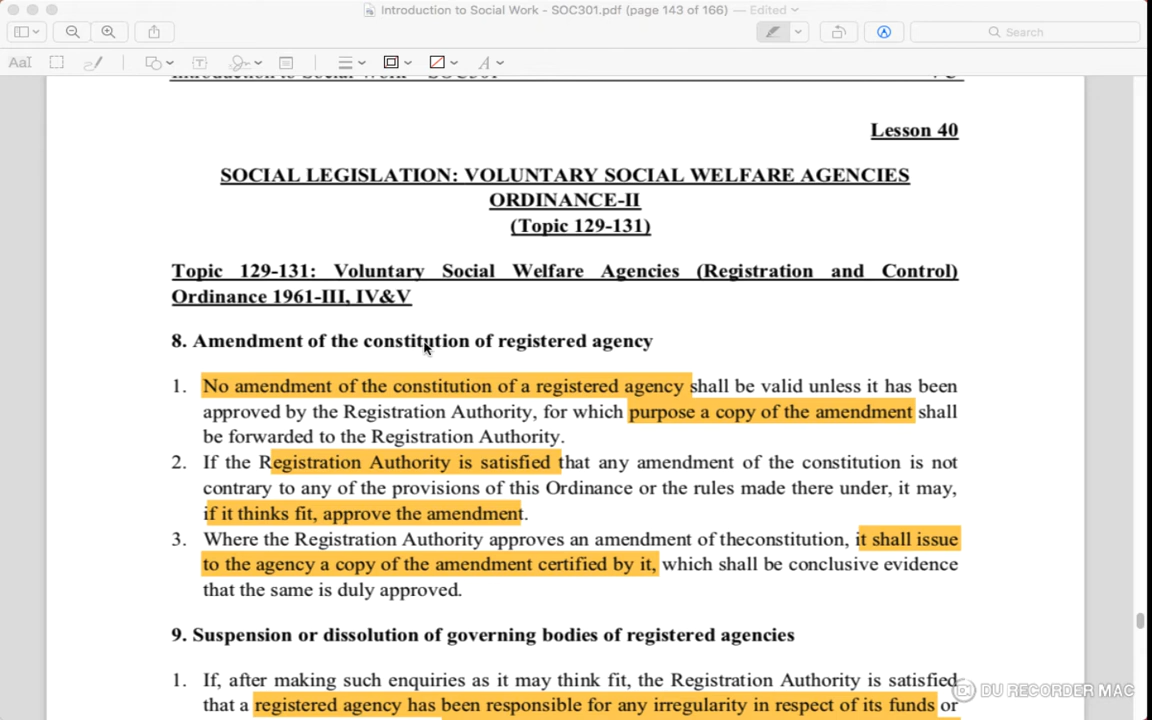 Introduction to Social Work - SOC301.pdf (page 143 of 166) — Edited
Search
AaI
A
Lesson 40
SOCIAL LEGISLATION: VOLUNTARY SOCIAL WELFARE AGENCIES
ORDINANCE-II
(Topic 129-131)
Topic 129-131: Voluntary Social Welfare Agencies (Registration and Control)
Ordinance 1961-III, IV&V
8. Amendment of the constitution of registered agency
1. No amendment of the constitution of a registered agency shall be valid unless it has been
approved by the Registration Authority, for which purpose a copy of the amendment shall
be forwarded to the Registration Authority.
2. If the Registration Authority is satisfied that any amendment of the constitution is not
contrary to any of the provisions of this Ordinance or the rules made there under, it may,
if it thinks fit, approve the amendment.
3. Where the Registration Authority approves an amendment of theconstitution, it shall issue
to the agency a copy of the amendment certified by it, which shall be conclusive evidence
that the same is duly approved.
9. Suspension or dissolution of governing bodies of registered agencies
1. If, after making such enquiries as it may think fit, the Registration Authority is satisfied
that a registered agency has been responsible for any irregularity in respect of its funds or
DU RECORDER MAC